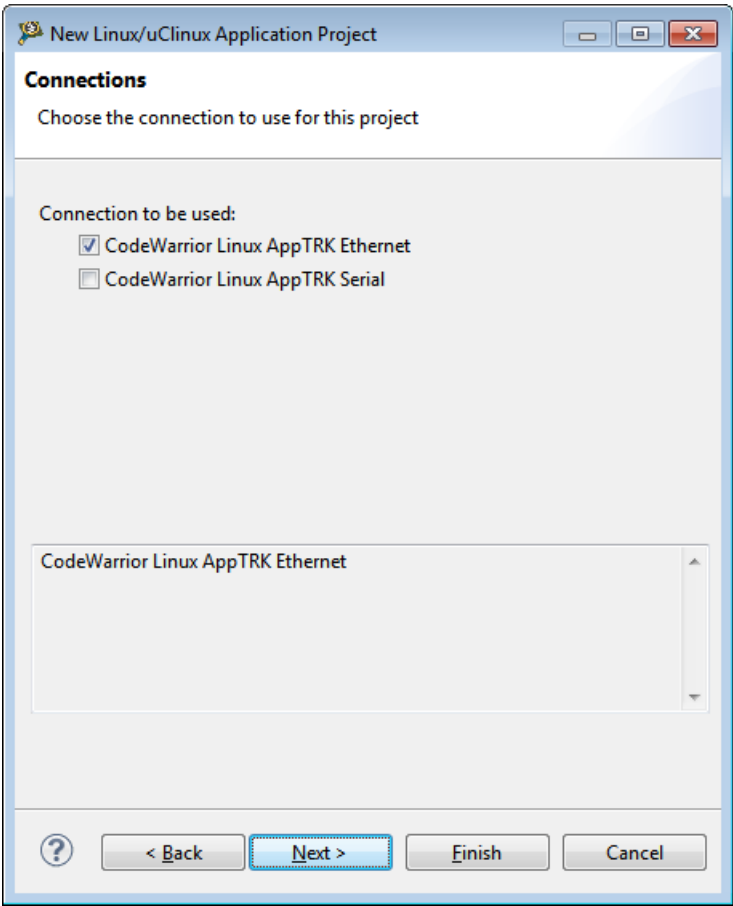 New Linux/uClinux Application Project
Connections
Choose the connection to use for this project
Connection to be used:
CodeWarrior Linux AppTRK Ethernet
CodeWarrior Linux AppTRK Serial
CodeWarrior Linux AppTRK Ethernet
? < Back Next > Finish Cancel